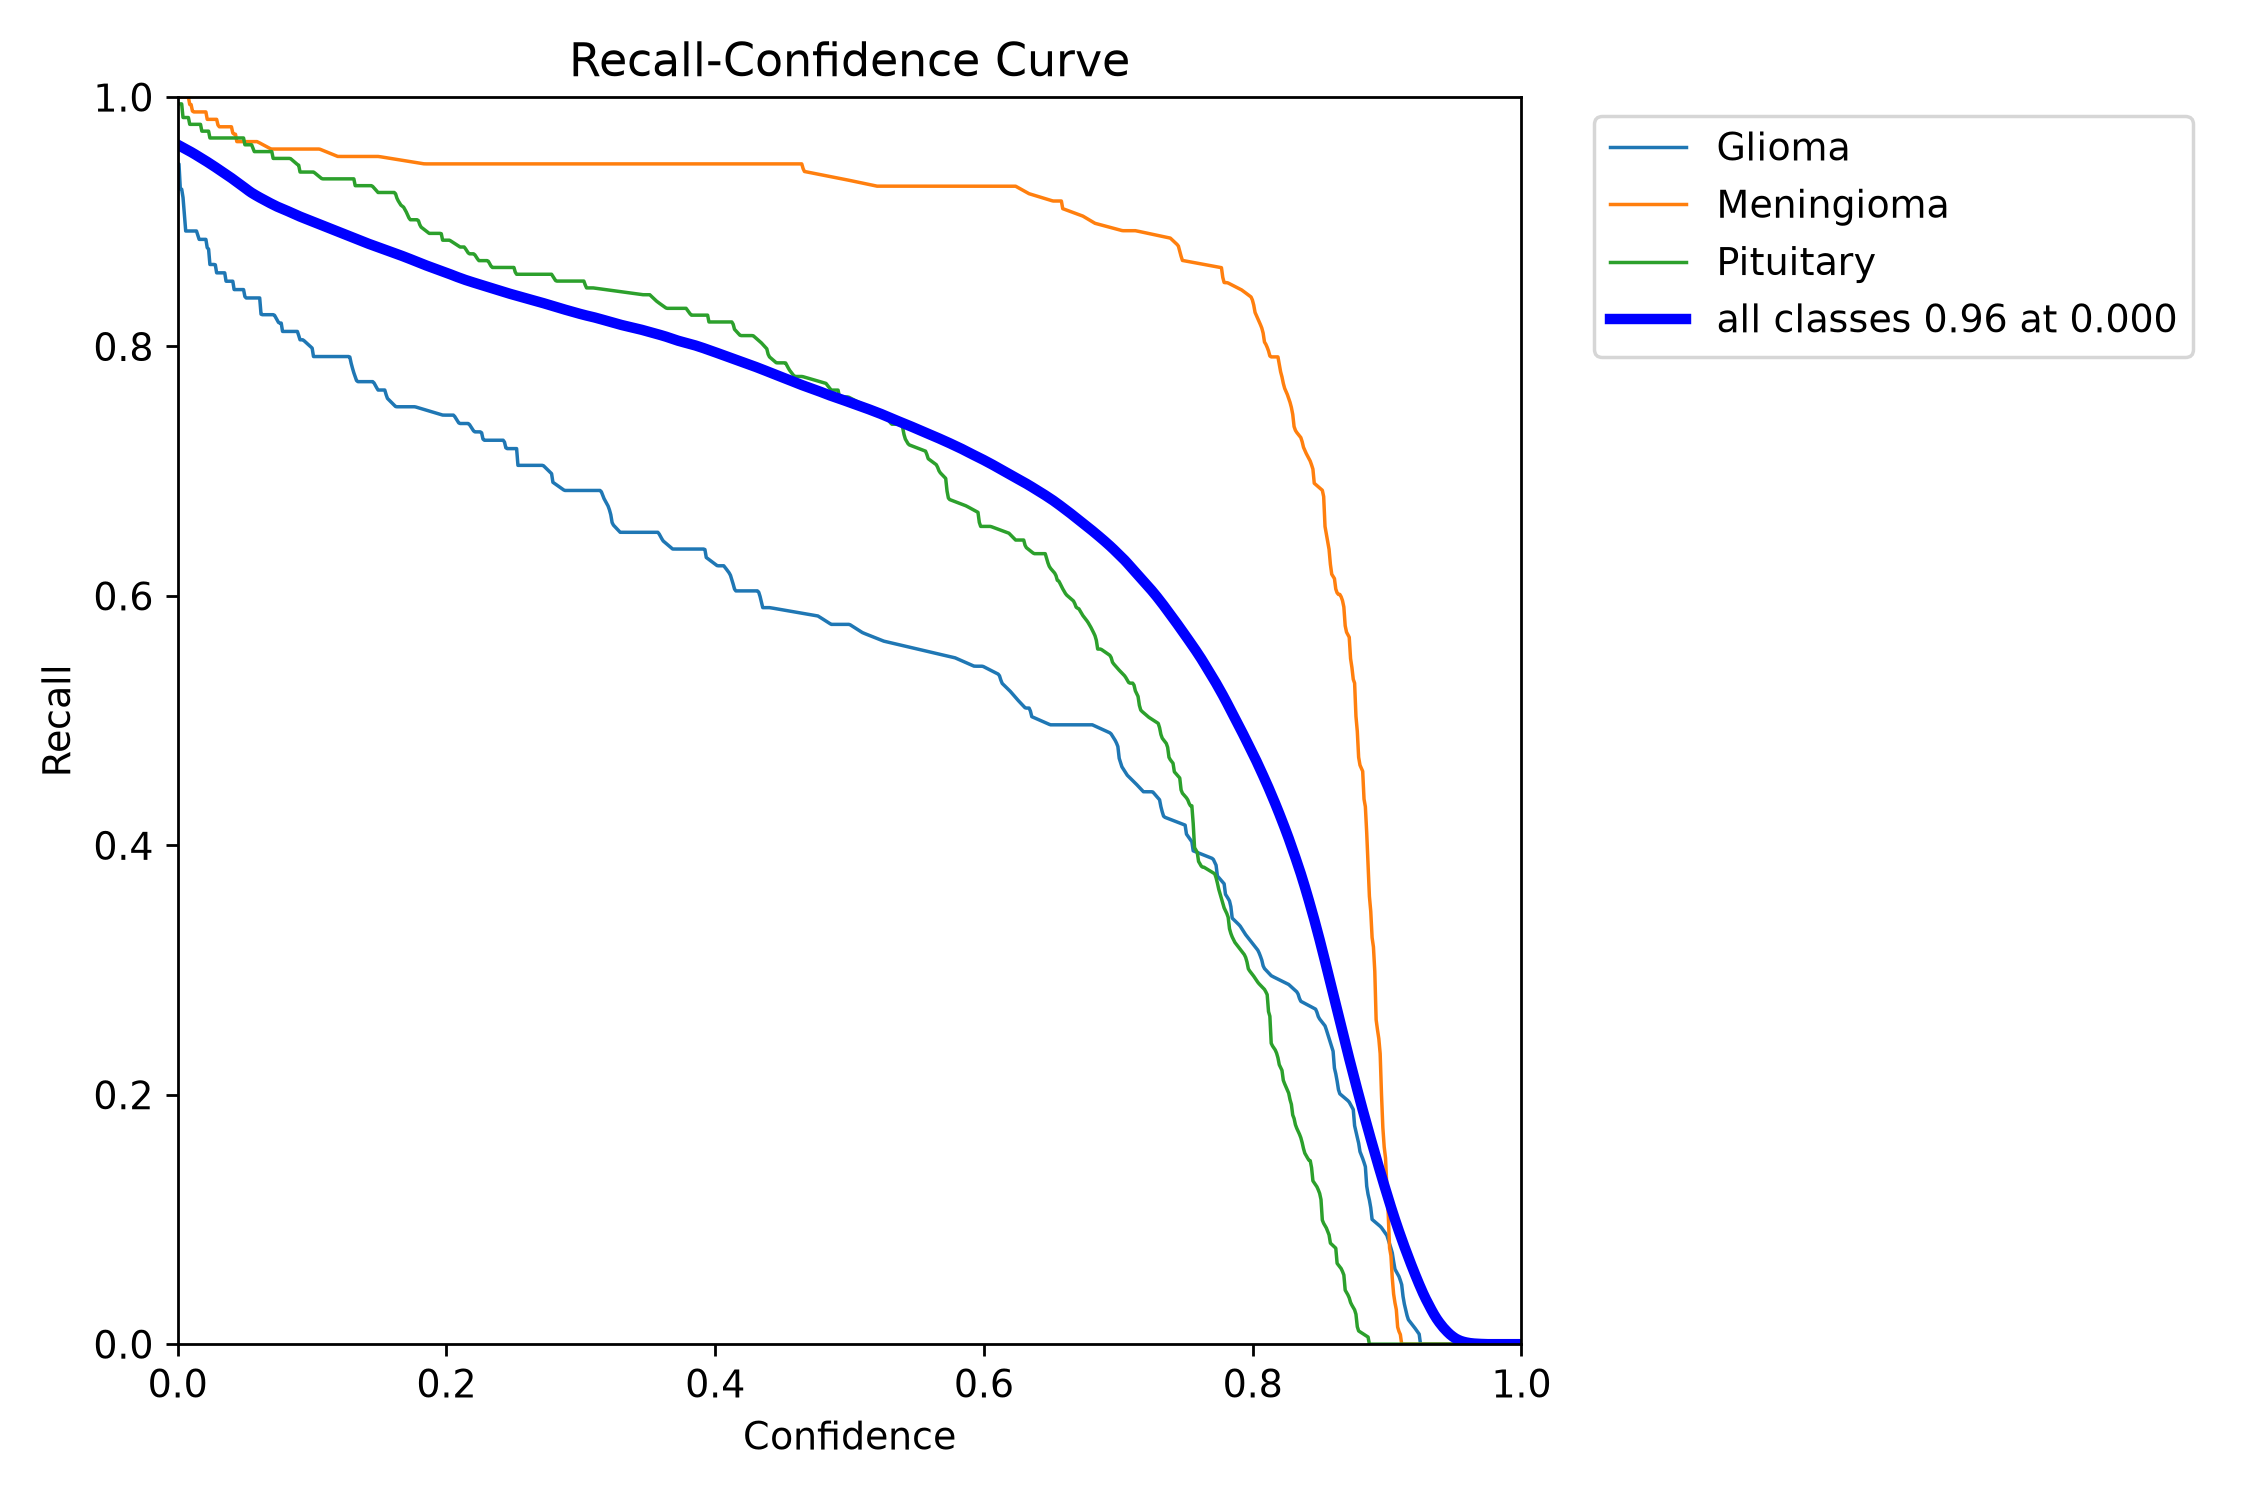 Recall-Confidence Curve
1.0
0.8
0.6
0.4
0.2
0.0
Recall
0.0 0.2 0.4 0.6 0.8 1.0
Confidence
Glioma
Meningioma
Pituitary
all classes 0.96 at 0.000